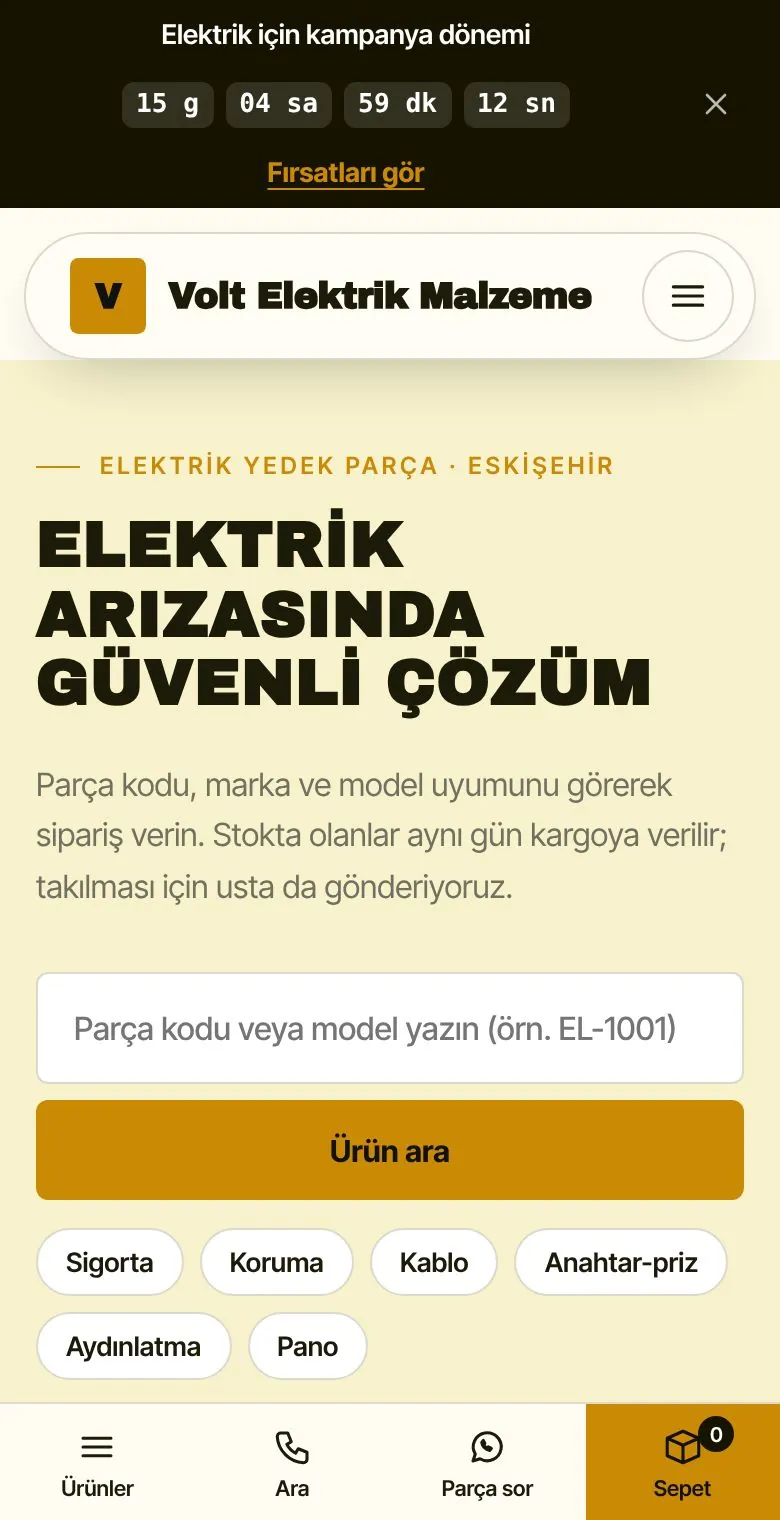 Elektrik için kampanya dönemi
15 g 04 sa 59 dk 12 sn
Fırsatları gör
V Volt Elektrik Malzeme
ELEKTRİK YEDEK PARÇA · ESKİŞEHİR
ELEKTRİK
ARIZASINDA
GÜVENLİ ÇÖZÜM
Parça kodu, marka ve model uyumunu görerek
sipariş verin. Stokta olanlar aynı gün kargoya verilir;
takılması için usta da gönderiyoruz.
Parça kodu veya model yazın (örn. EL-1001)
Ürün ara
Sigorta Koruma Kablo Anahtar-priz
Aydınlatma Pano
0
Ürünler Ara Parça sor Sepet